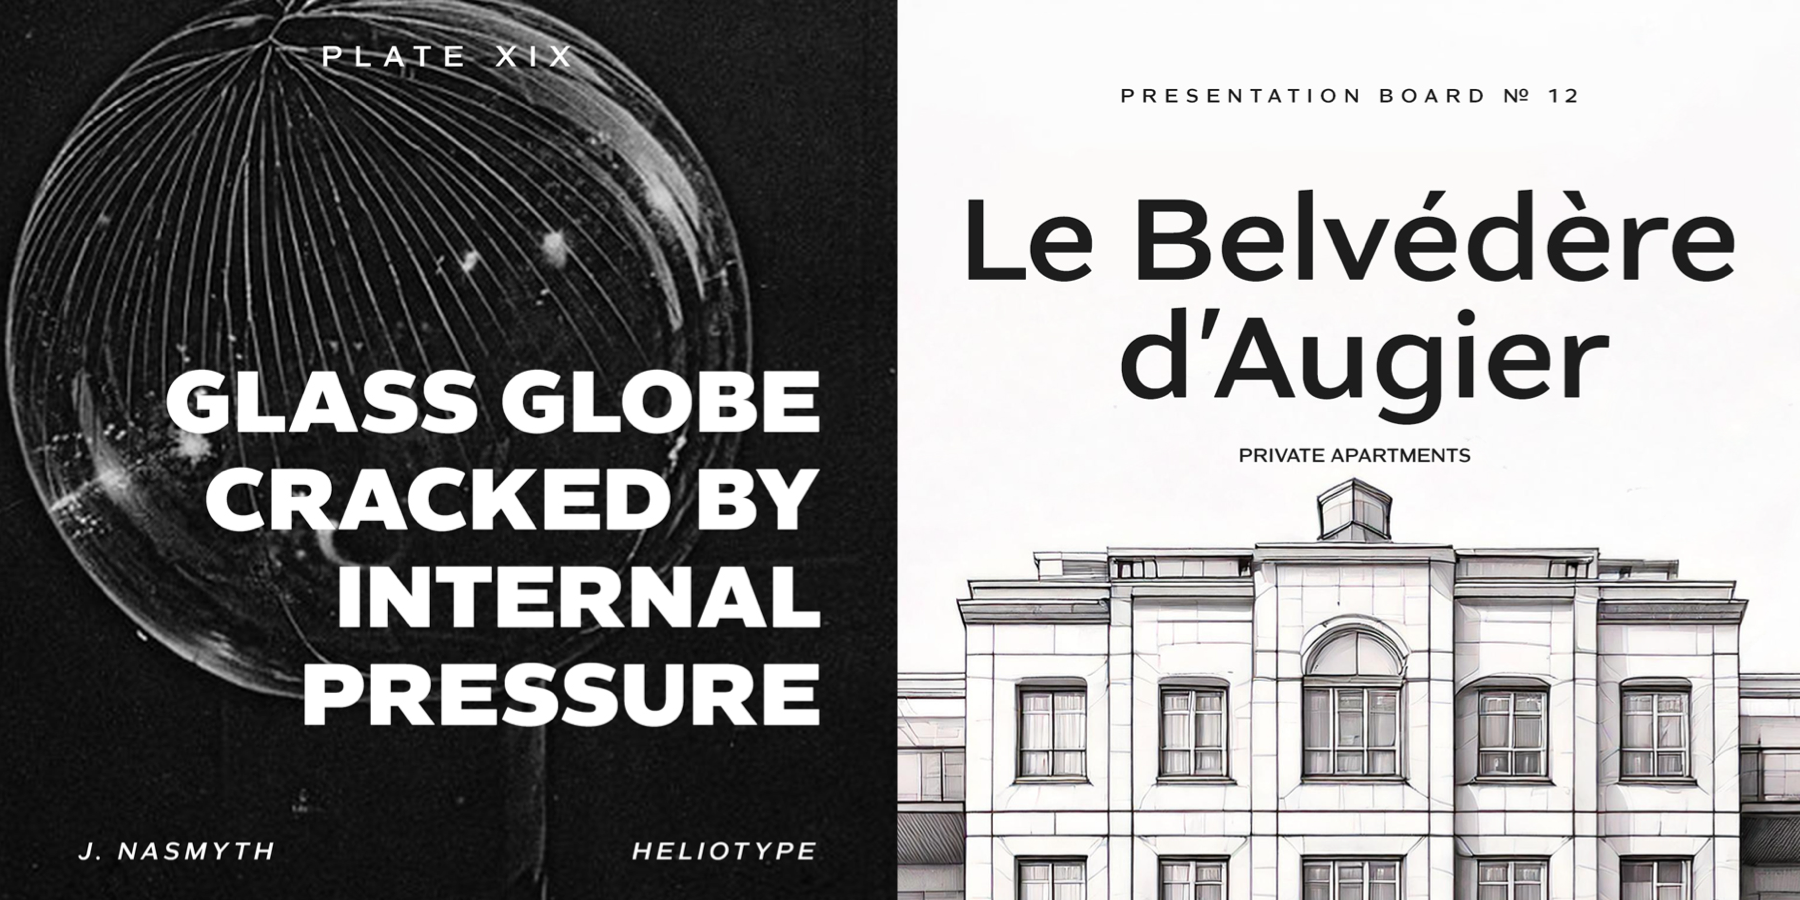 PLATE XIX
GLASS GLOBE
CRACKED BY
INTERNAL
PRESSURE
J. NASMYTH
HELIOTYPE
PRESENTATION BOARD № 12
Le Belvédère
d'Augier
PRIVATE APARTMENTS